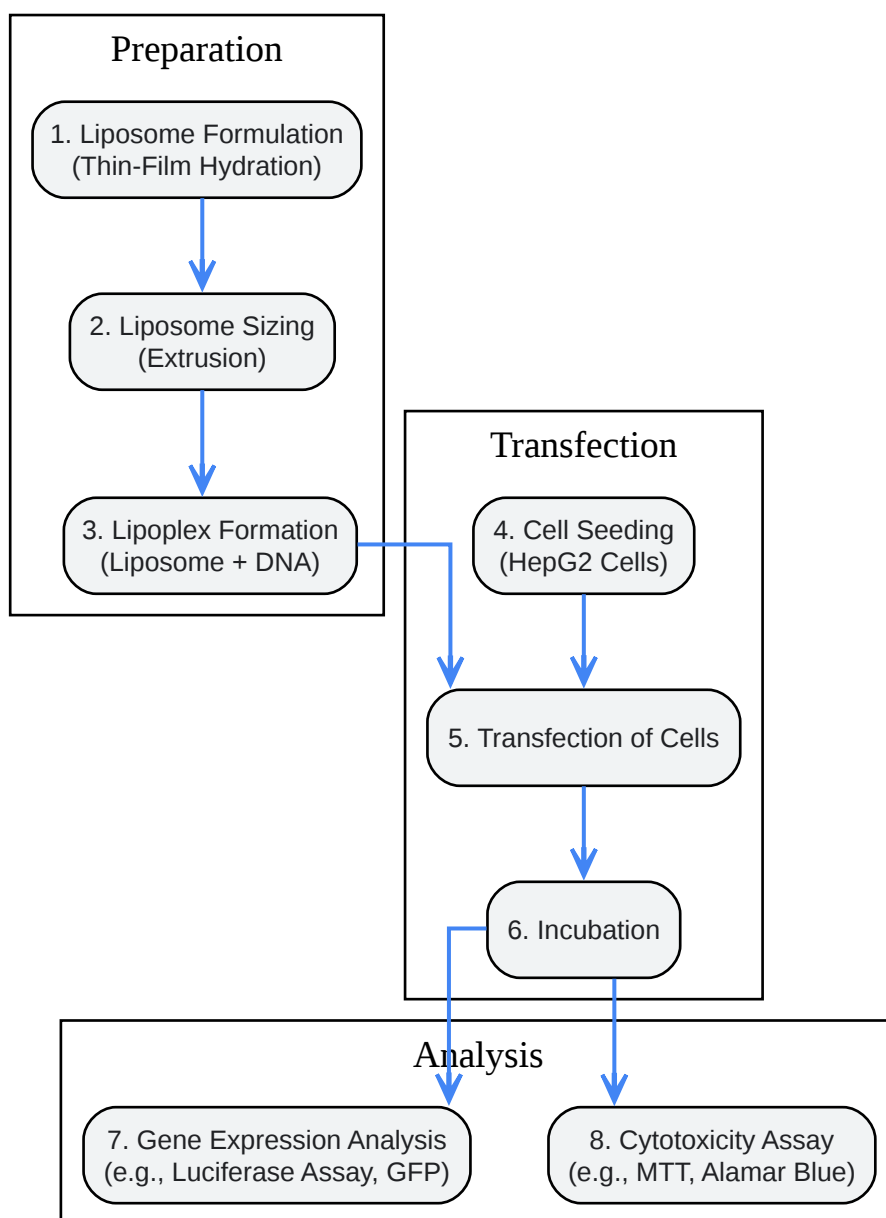 Preparation
1. Liposome Formulation
(Thin-Film Hydration)
2. Liposome Sizing
(Extrusion)
3. Lipoplex Formation
(Liposome + DNA)
Transfection
4. Cell Seeding
(HepG2 Cells)
5. Transfection of Cells
6. Incubation
Analysis
7. Gene Expression Analysis
(e.g., Luciferase Assay, GFP)
8. Cytotoxicity Assay
(e.g., MTT, Alamar Blue)